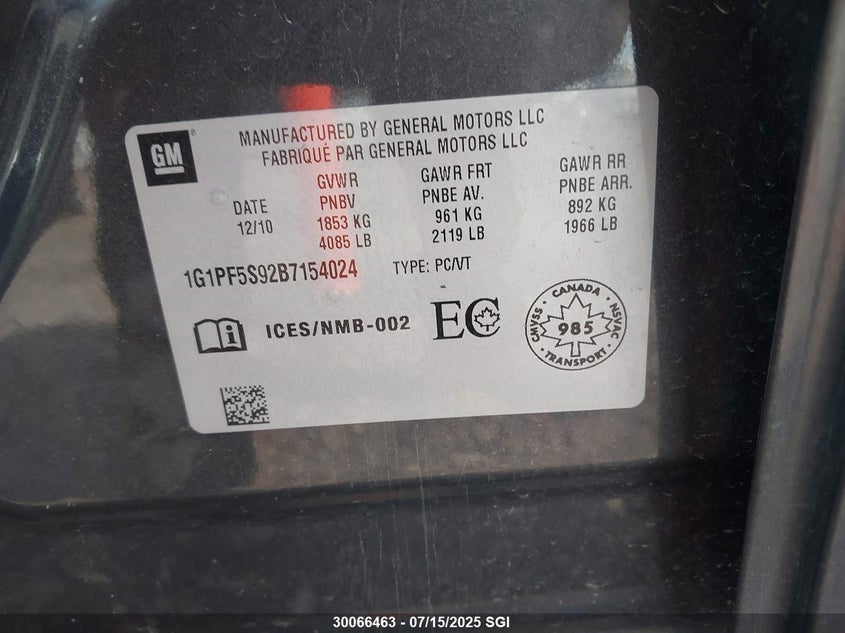 GM
MANUFACTURED BY GENERAL MOTORS LLC
FABRIQUÉ PAR GENERAL MOTORS LLC
DATE
12/10
GVWR
PNBV
1853 KG
4085 LB
GAWR FRT
PNBE AV.
961 KG
2119 LB
GAWR RR
PNBE ARR.
892 KG
1966 LB
1G1PF5S92B7154024 TYPE: PC/VT
ICES/NMB-002
EC
CANADA
CMVSS
NSVAC
985
TRANSPORT
30066463 - 07/15/2025 SGI